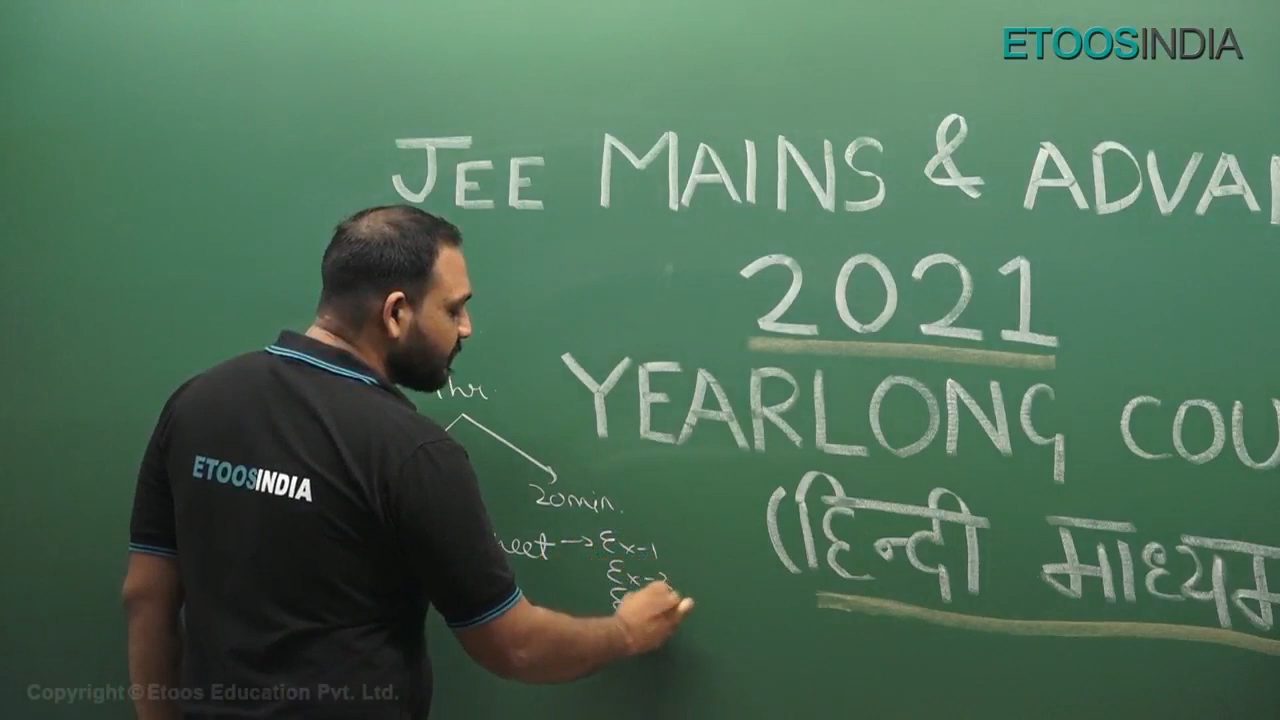 ETOOSINDIA
JEE MAINS & ADVA
2021
YEARLONG COU
(हिन्दी माध्यम
1hr.
20min.
eet → Ex-1
Ex-2
ETOOSINDIA
Copyright © Etoos Education Pvt. Ltd.